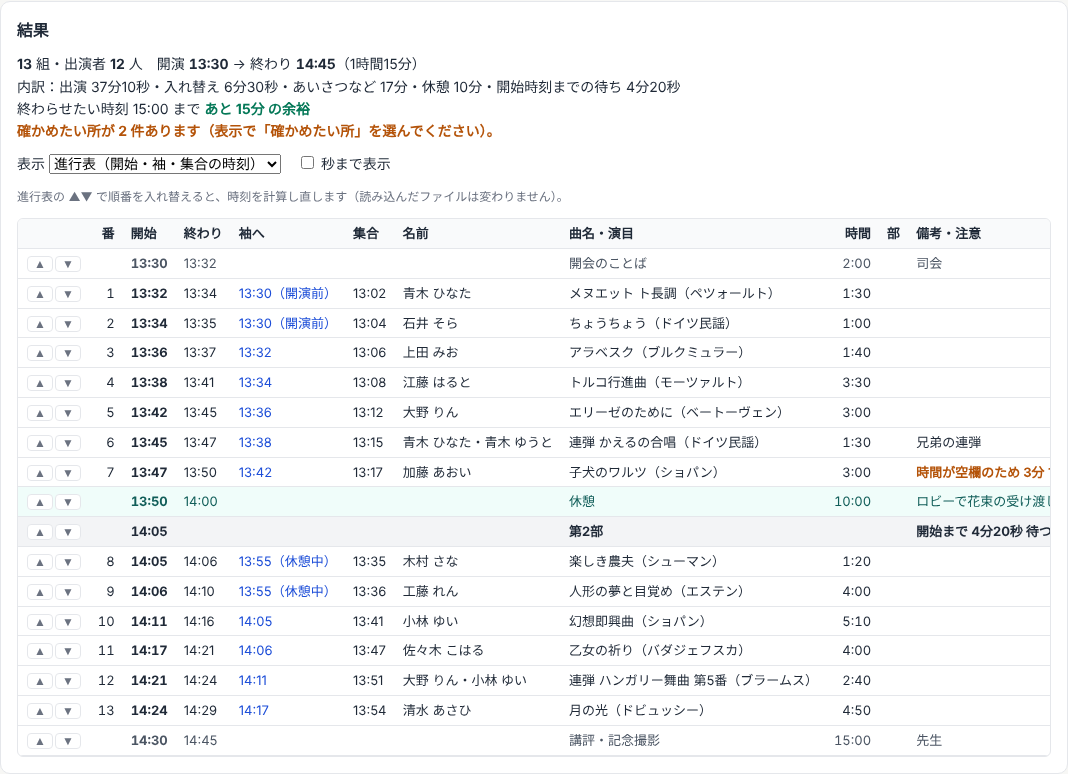 結果
13 組・出演者 12 人　開演 13:30 → 終わり 14:45（1時間15分）
内訳：出演 37分10秒・入れ替え 6分30秒・あいさつなど 17分・休憩 10分・開始時刻までの待ち 4分20秒
終わらせたい時刻 15:00 まで あと 15分 の余裕
確かめたい所が 2 件あります（表示で「確かめたい所」を選んでください）。
表示 進行表（開始・袖・集合の時刻） 秒まで表示
進行表の ▲▼ で順番を入れ替えると、時刻を計算し直します（読み込んだファイルは変わりません）。
番 開始 終わり 袖へ 集合 名前 曲名・演目 時間 部 備考・注意
▲ ▼ 13:30 13:32 開会のことば 2:00 司会
▲ ▼ 1 13:32 13:34 13:30（開演前） 13:02 青木 ひなた メヌエット ト長調（ペツォールト） 1:30
▲ ▼ 2 13:34 13:35 13:30（開演前） 13:04 石井 そら ちょうちょう（ドイツ民謡） 1:00
▲ ▼ 3 13:36 13:37 13:32 13:06 上田 みお アラベスク（ブルクミュラー） 1:40
▲ ▼ 4 13:38 13:41 13:34 13:08 江藤 はると トルコ行進曲（モーツァルト） 3:30
▲ ▼ 5 13:42 13:45 13:36 13:12 大野 りん エリーゼのために（ベートーヴェン） 3:00
▲ ▼ 6 13:45 13:47 13:38 13:15 青木 ひなた・青木 ゆうと 連弾 かえるの合唱（ドイツ民謡） 1:30 兄弟の連弾
▲ ▼ 7 13:47 13:50 13:42 13:17 加藤 あおい 子犬のワルツ（ショパン） 3:00 時間が空欄のため 3分
▲ ▼ 13:50 14:00 休憩 10:00 ロビーで花束の受け渡し
▲ ▼ 14:05 第2部 開始まで 4分20秒 待つ
▲ ▼ 8 14:05 14:06 13:55（休憩中） 13:35 木村 さな 楽しき農夫（シューマン） 1:20
▲ ▼ 9 14:06 14:10 13:55（休憩中） 13:36 工藤 れん 人形の夢と目覚め（エステン） 4:00
▲ ▼ 10 14:11 14:16 14:05 13:41 小林 ゆい 幻想即興曲（ショパン） 5:10
▲ ▼ 11 14:17 14:21 14:06 13:47 佐々木 こはる 乙女の祈り（バダジェフスカ） 4:00
▲ ▼ 12 14:21 14:24 14:11 13:51 大野 りん・小林 ゆい 連弾 ハンガリー舞曲 第5番（ブラームス） 2:40
▲ ▼ 13 14:24 14:29 14:17 13:54 清水 あさひ 月の光（ドビュッシー） 4:50
▲ ▼ 14:30 14:45 講評・記念撮影 15:00 先生